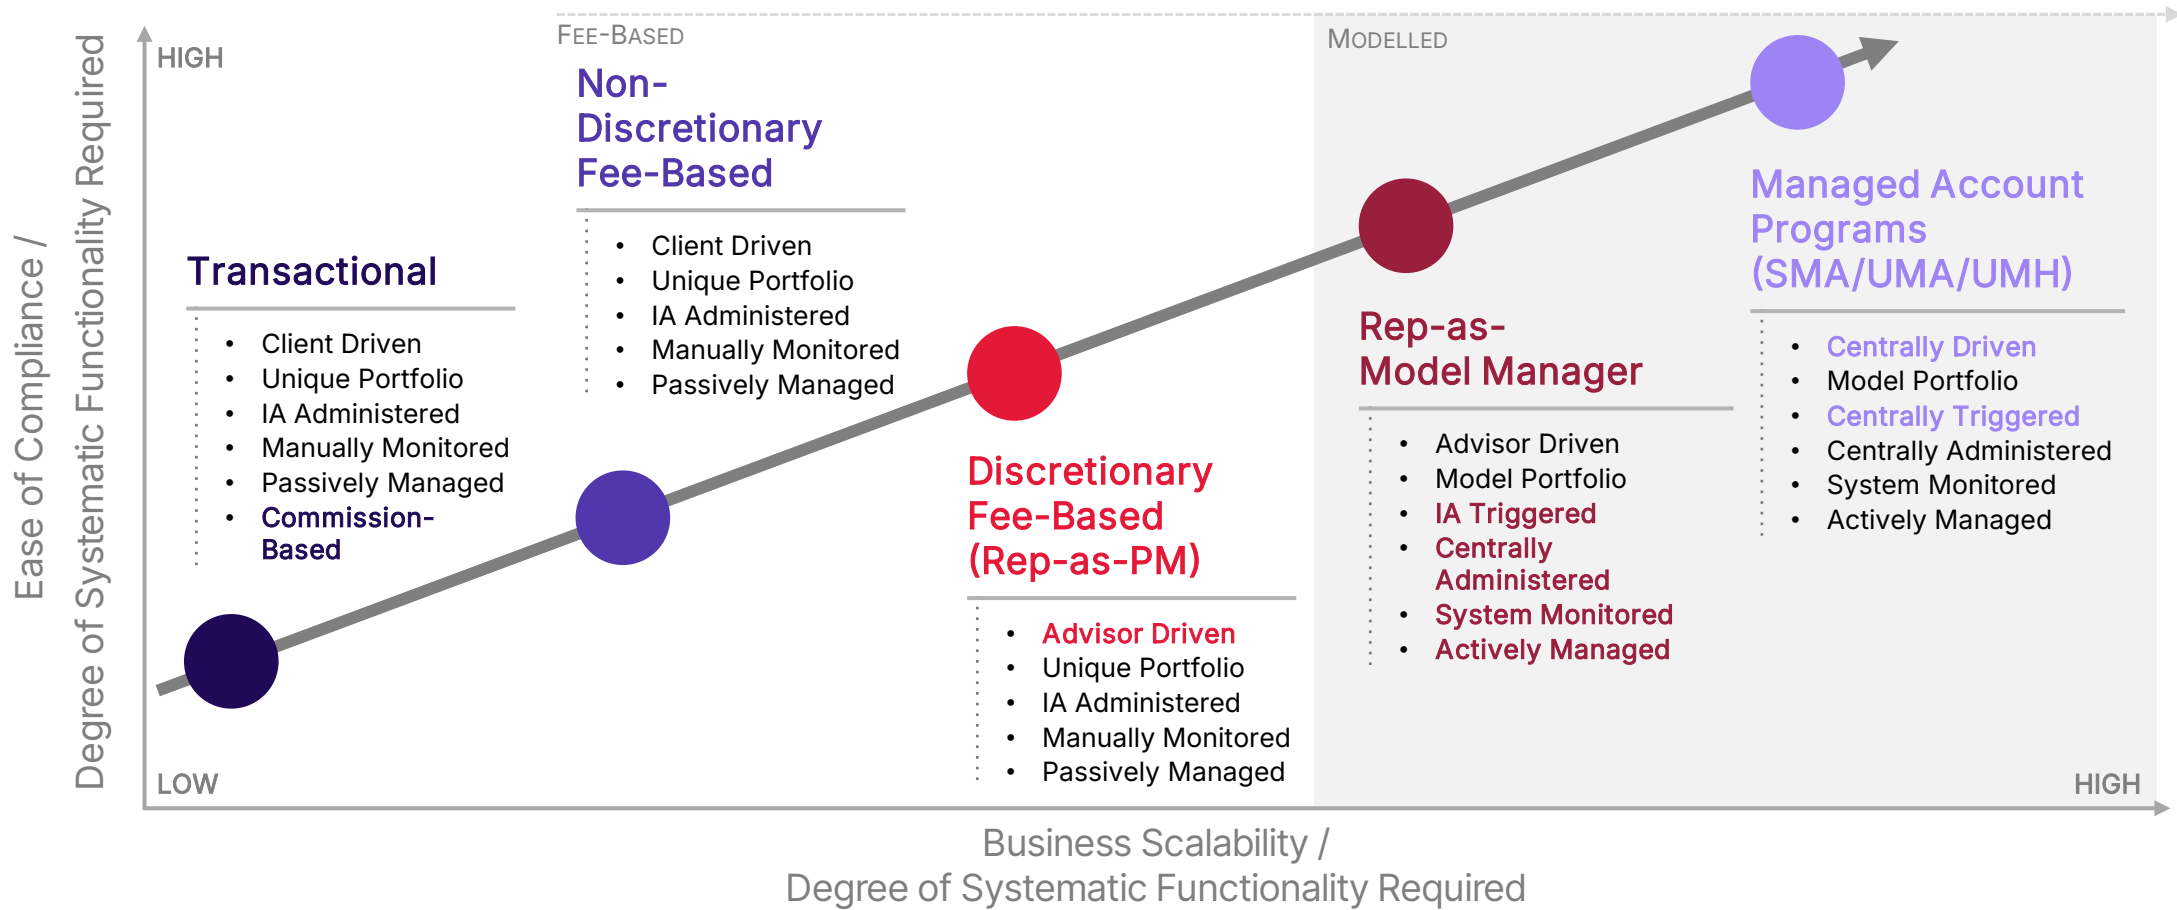 Ease of Compliance /
Degree of Systematic Functionality Required
HIGH
LOW
Transactional
• Client Driven
• Unique Portfolio
• IA Administered
• Manually Monitored
• Passively Managed
• Commission-
Based
FEE-BASED
Non-
Discretionary
Fee-Based
• Client Driven
• Unique Portfolio
• IA Administered
• Manually Monitored
• Passively Managed
Discretionary
Fee-Based
(Rep-as-PM)
• Advisor Driven
• Unique Portfolio
• IA Administered
• Manually Monitored
• Passively Managed
MODELLED
Rep-as-
Model Manager
• Advisor Driven
• Model Portfolio
• IA Triggered
• Centrally
Administered
• System Monitored
• Actively Managed
Managed Account
Programs
(SMA/UMA/UMH)
• Centrally Driven
• Model Portfolio
• Centrally Triggered
• Centrally Administered
• System Monitored
• Actively Managed
HIGH
Business Scalability /
Degree of Systematic Functionality Required